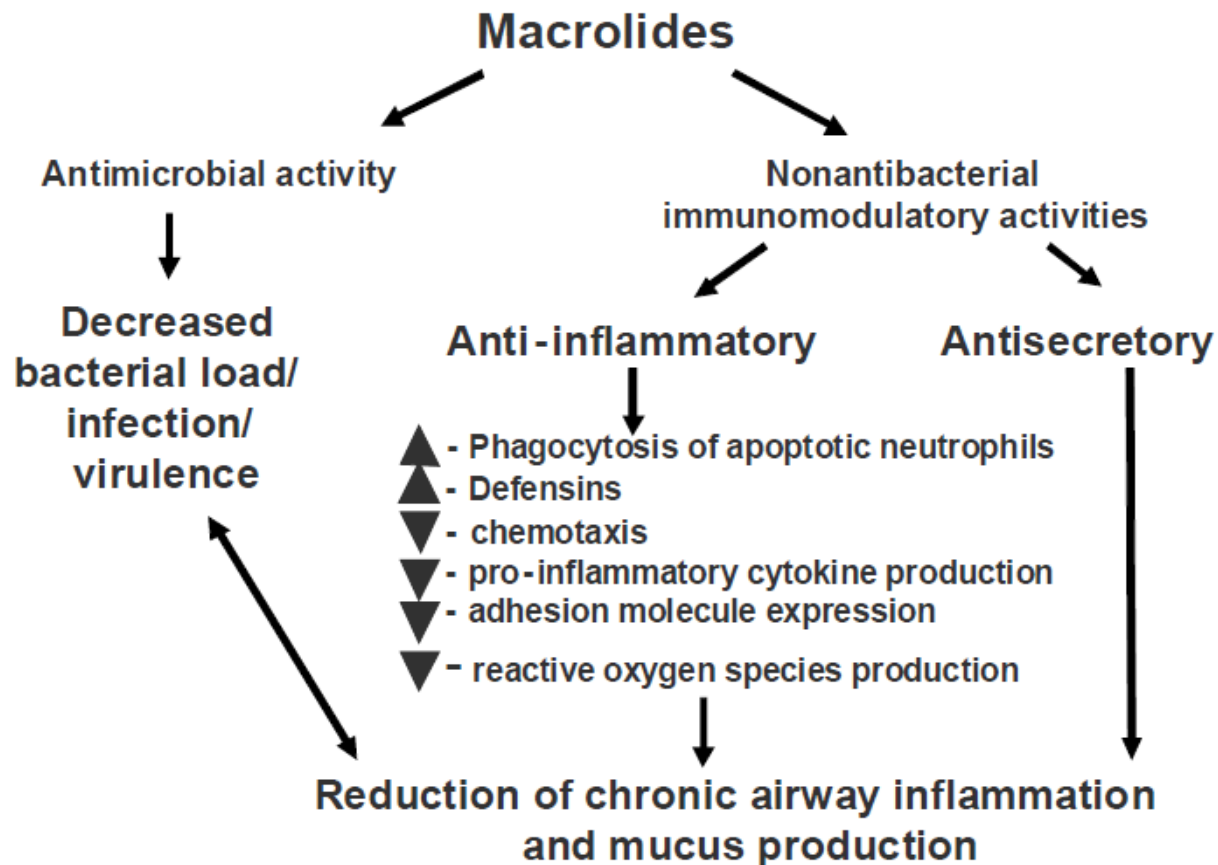 Macrolides
Antimicrobial activity
Nonantibacterial
immunomodulatory activities
Decreased
bacterial load/
infection/
virulence
Anti-inflammatory
Antisecretory
- Phagocytosis of apoptotic neutrophils
- Defensins
- chemotaxis
- pro-inflammatory cytokine production
- adhesion molecule expression
- reactive oxygen species production
Reduction of chronic airway inflammation
and mucus production